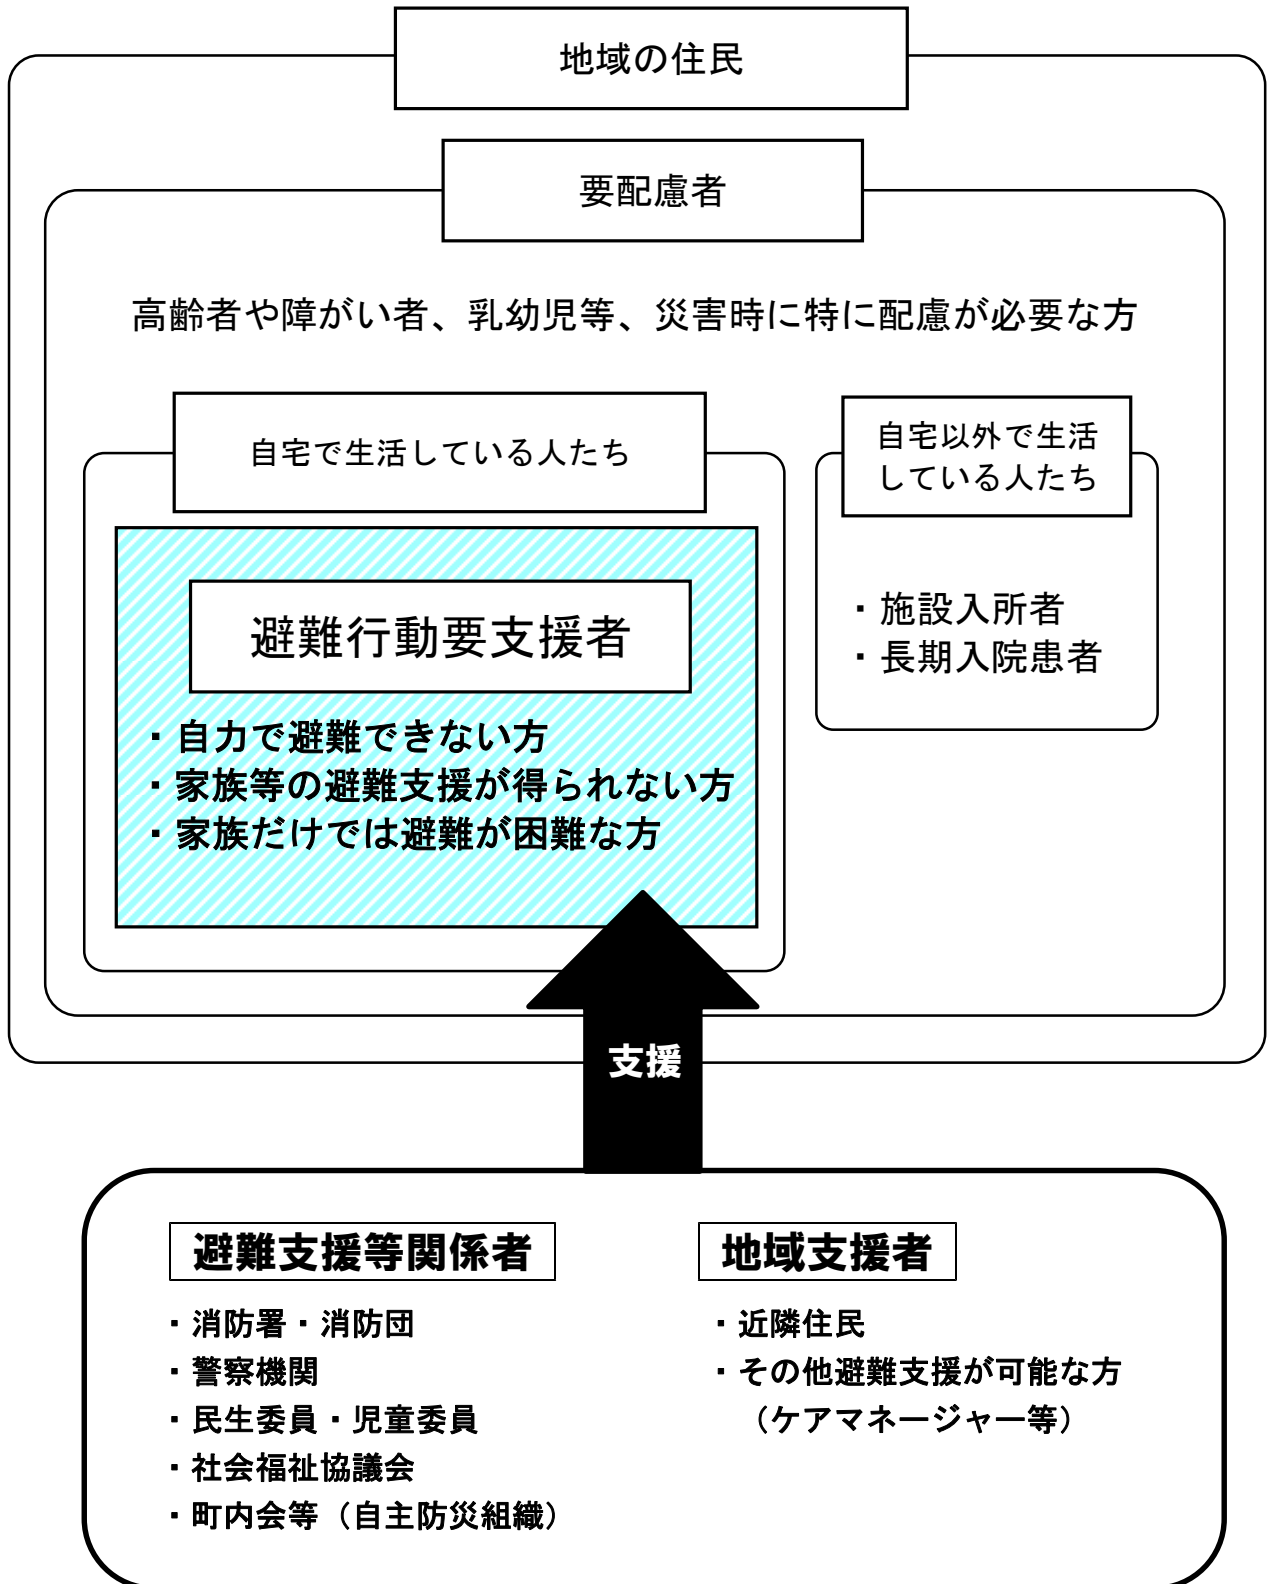 地域の住民
要配慮者
高齢者や障がい者、乳幼児等、災害時に特に配慮が必要な方
自宅で生活している人たち
避難行動要支援者
・自力で避難できない方
・家族等の避難支援が得られない方
・家族だけでは避難が困難な方
自宅以外で生活
している人たち
・施設入所者
・長期入院患者
支援
避難支援等関係者
・消防署・消防団
・警察機関
・民生委員・児童委員
・社会福祉協議会
・町内会等（自主防災組織）
地域支援者
・近隣住民
・その他避難支援が可能な方
（ケアマネージャー等）